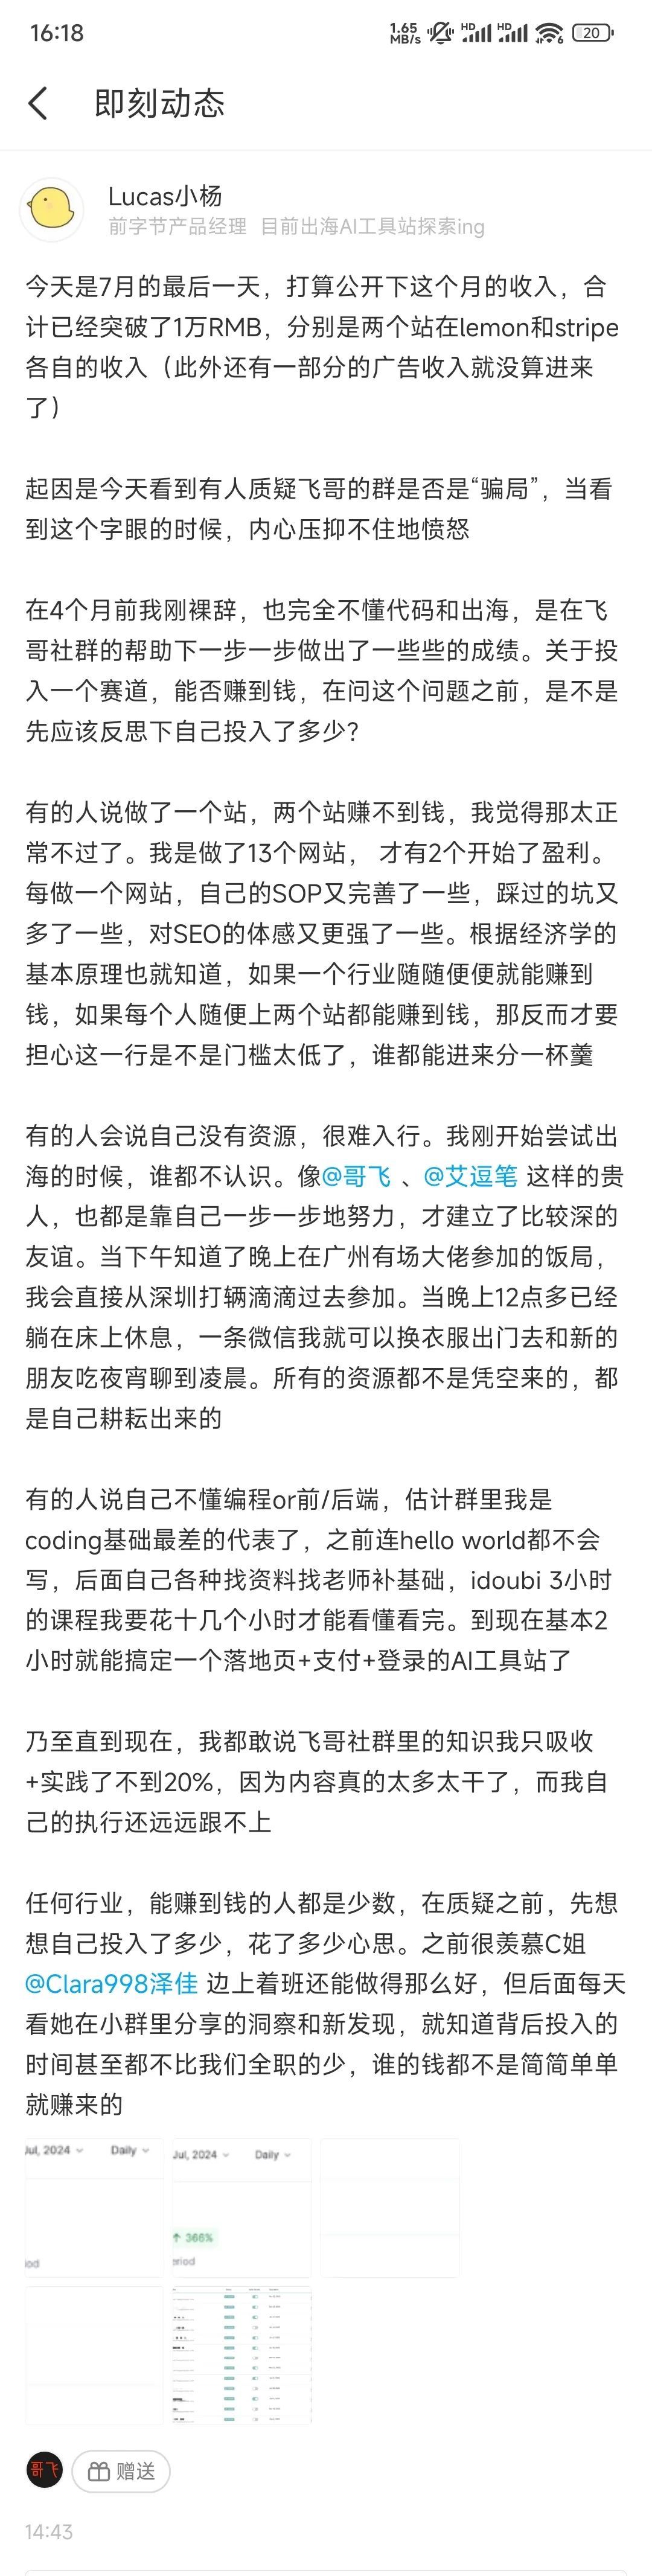 16:18
1.65
MB/s
HD
HD
6
20
即刻动态
Lucas小杨
前字节产品经理 目前出海AI工具站探索ing
今天是7月的最后一天，打算公开下这个月的收入，合
计已经突破了1万RMB，分别是两个站在lemon和stripe
各自的收入（此外还有一部分的广告收入就没算进来
了）
起因是今天看到有人质疑飞哥的群是否是“骗局”，当看
到这个字眼的时候，内心压抑不住地愤怒
在4个月前我刚裸辞，也完全不懂代码和出海，是在飞
哥社群的帮助下一步一步做出了一些些的成绩。关于投
入一个赛道，能否赚到钱，在问这个问题之前，是不是
先应该反思下自己投入了多少？
有的人说做了一个站，两个站赚不到钱，我觉得那太正
常不过了。我是做了13个网站， 才有2个开始了盈利。
每做一个网站，自己的SOP又完善了一些，踩过的坑又
多了一些，对SEO的体感又更强了一些。根据经济学的
基本原理也就知道，如果一个行业随随便便就能赚到
钱，如果每个人随便上两个站都能赚到钱，那反而才要
担心这一行是不是门槛太低了，谁都能进来分一杯羹
有的人会说自己没有资源，很难入行。我刚开始尝试出
海的时候，谁都不认识。像@哥飞 、@艾逗笔 这样的贵
人，也都是靠自己一步一步地努力，才建立了比较深的
友谊。当下午知道了晚上在广州有场大佬参加的饭局，
我会直接从深圳打辆滴滴过去参加。当晚上12点多已经
躺在床上休息，一条微信我就可以换衣服出门去和新的
朋友吃夜宵聊到凌晨。所有的资源都不是凭空来的，都
是自己耕耘出来的
有的人说自己不懂编程or前/后端，估计群里我是
coding基础最差的代表了，之前连hello world都不会
写，后面自己各种找资料找老师补基础，idoubi 3小时
的课程我要花十几个小时才能看懂看完。到现在基本2
小时就能搞定一个落地页+支付+登录的AI工具站了
乃至直到现在，我都敢说飞哥社群里的知识我只吸收
+实践了不到20%，因为内容真的太多太干了，而我自
己的执行还远远跟不上
任何行业，能赚到钱的人都是少数，在质疑之前，先想
想自己投入了多少，花了多少心思。之前很羡慕C姐
@Clara998泽佳 边上着班还能做得那么好，但后面每天
看她在小群里分享的洞察和新发现，就知道背后投入的
时间甚至都不比我们全职的少，谁的钱都不是简简单单
就赚来的
Jul, 2024 Daily
Jul, 2024 Daily
366%
iod
eriod
哥飞
赠送
14:43